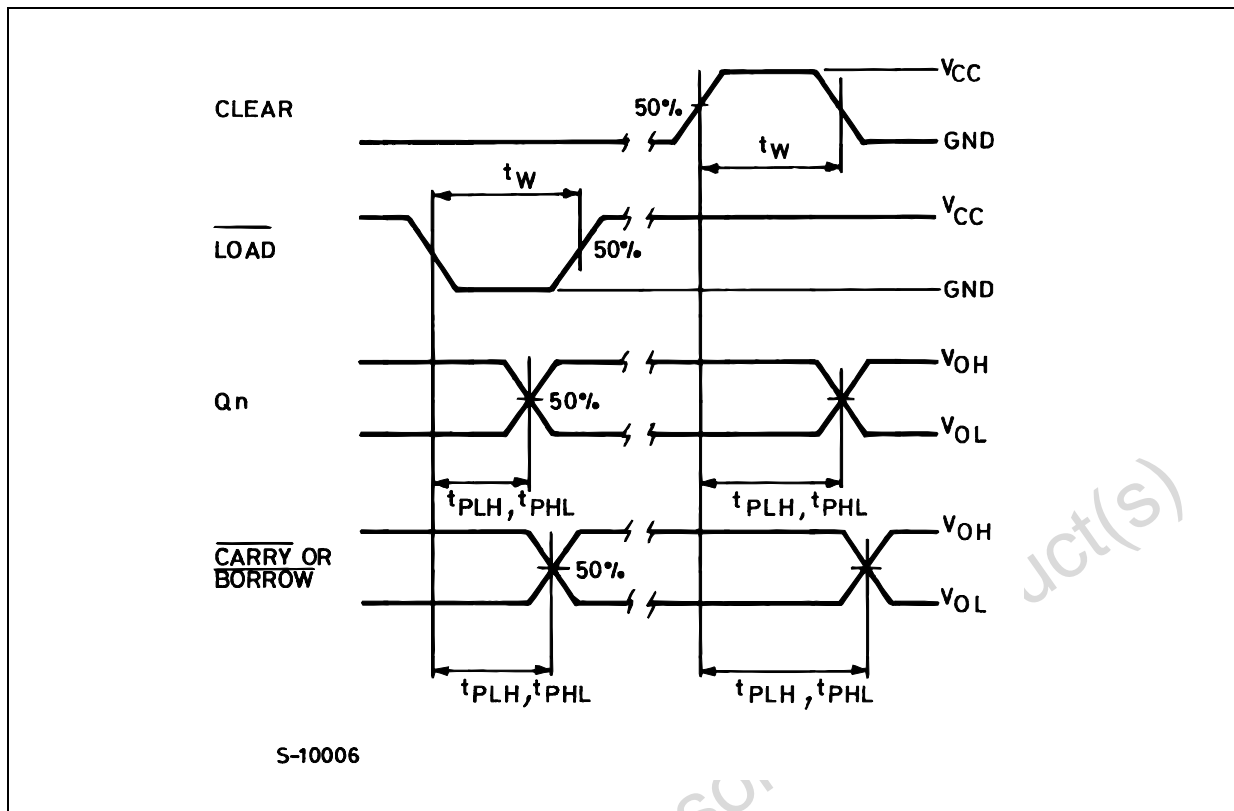 VCC
CLEAR
50%
GND
tW
tW
VCC
LOAD
50%
GND
VOH
Qn
50%
VOL
tPLH, tPHL
tPLH, tPHL
VOH
CARRY OR
BORROW
50%
VOL
tPLH, tPHL
tPLH, tPHL
S-10006
uct(s)